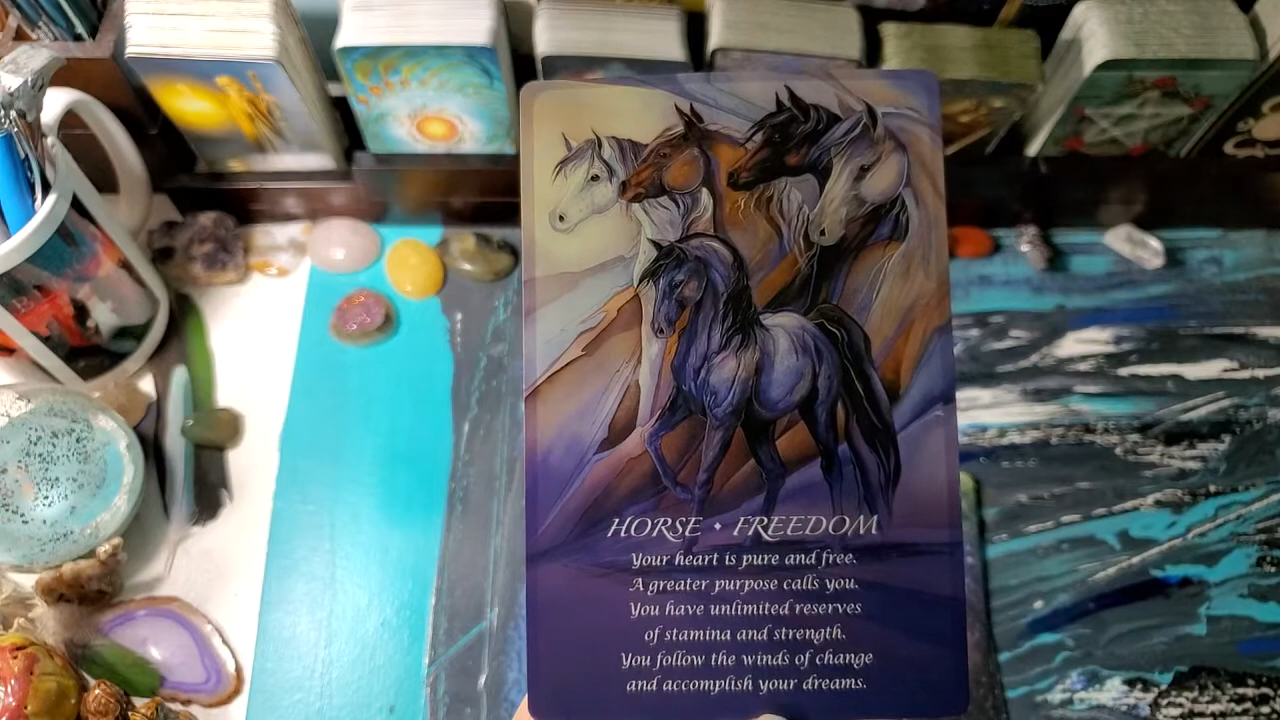 HORSE ✦ FREEDOM
Your heart is pure and free.
A greater purpose calls you.
You have unlimited reserves
of stamina and strength.
You follow the winds of change
and accomplish your dreams.